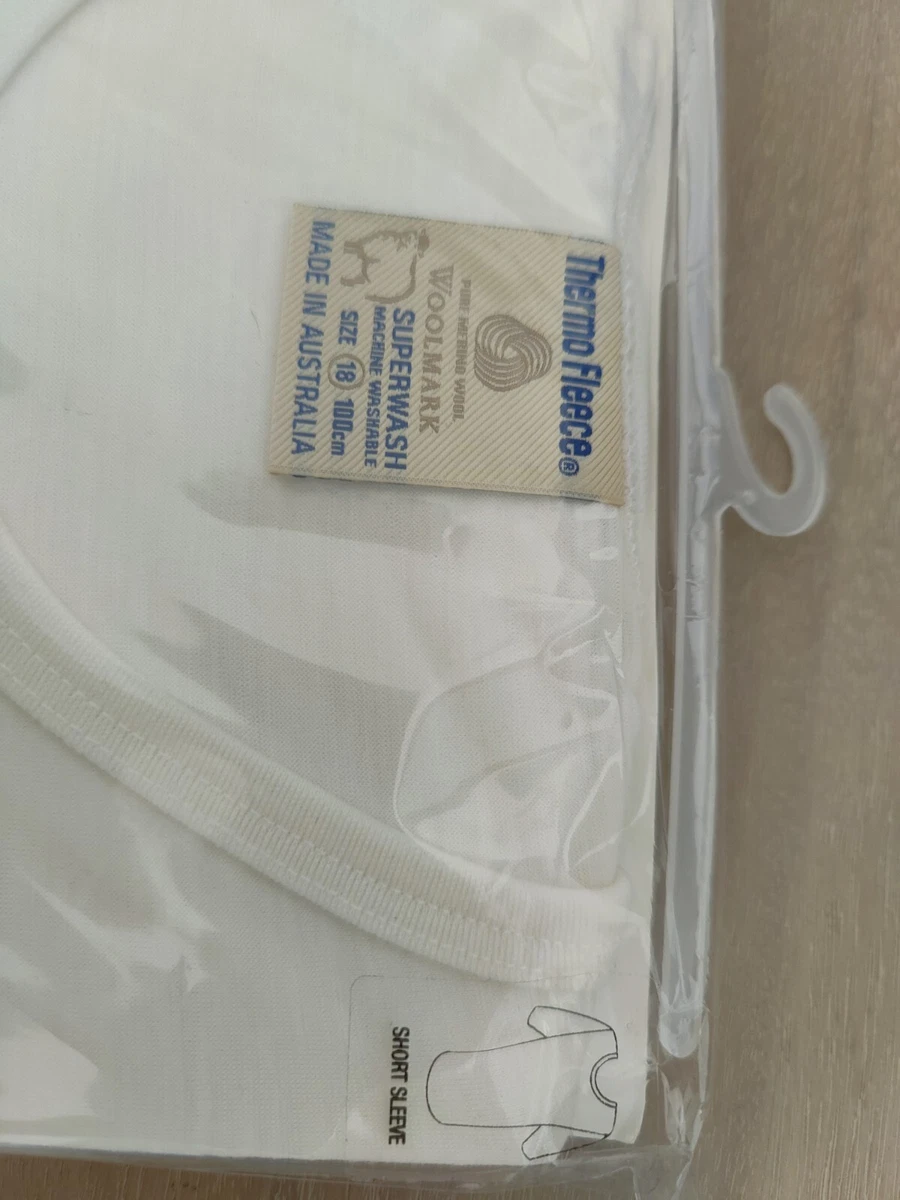 Thermo Fleece®
PURE MERINO WOOL
WOOLMARK
SUPERWASH
MACHINE WASHABLE
SIZE 18 100cm
MADE IN AUSTRALIA
SHORT SLEEVE